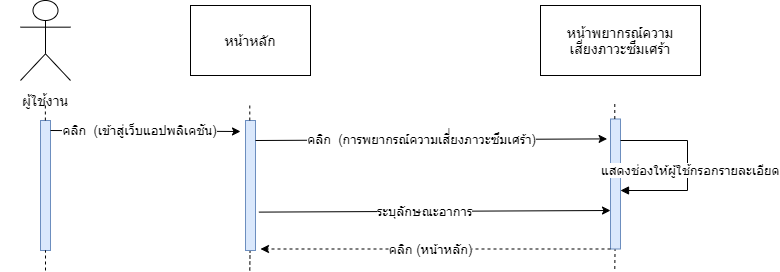 หน้าหลัก
หน้าพยากรณ์ความ
เสี่ยงภาวะซึมเศร้า
ผู้ใช้งาน
คลิก (เข้าสู่เว็บแอปพลิเคชัน)
คลิก (การพยากรณ์ความเสี่ยงภาวะซึมเศร้า)
แสดงช่องให้ผู้ใช้กรอกรายละเอียด
ระบุลักษณะอาการ
คลิก (หน้าหลัก)